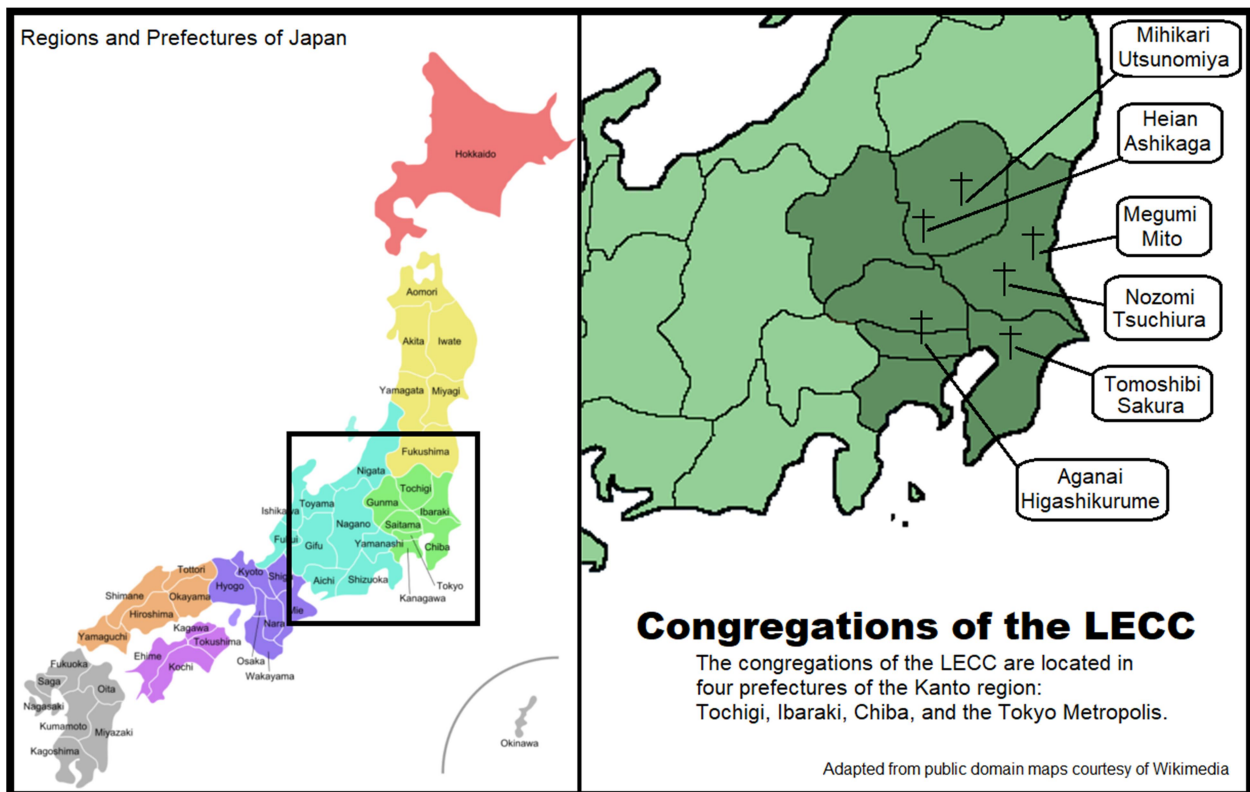 Regions and Prefectures of Japan
Hokkaido
Aomori
Akita
Iwate
Yamagata
Miyagi
Fukushima
Nigata
Tochigi
Gunma
Toyama
Ishikawa
Ibaraki
Nagano
Saitama
Fukui
Gifu
Yamanashi
Chiba
Aichi
Shizuoka
Tokyo
Kanagawa
Kyoto
Shiga
Hyogo
Mie
Nara
Osaka
Wakayama
Tottori
Shimane
Okayama
Hiroshima
Yamaguchi
Kagawa
Tokushima
Ehime
Kochi
Fukuoka
Saga
Oita
Nagasaki
Kumamoto
Miyazaki
Kagoshima
Okinawa
Mihikari
Utsunomiya
Heian
Ashikaga
Megumi
Mito
Nozomi
Tsuchiura
Tomoshibi
Sakura
Aganai
Higashikurume
Congregations of the LECC
The congregations of the LECC are located in
four prefectures of the Kanto region:
Tochigi, Ibaraki, Chiba, and the Tokyo Metropolis.
Adapted from public domain maps courtesy of Wikimedia